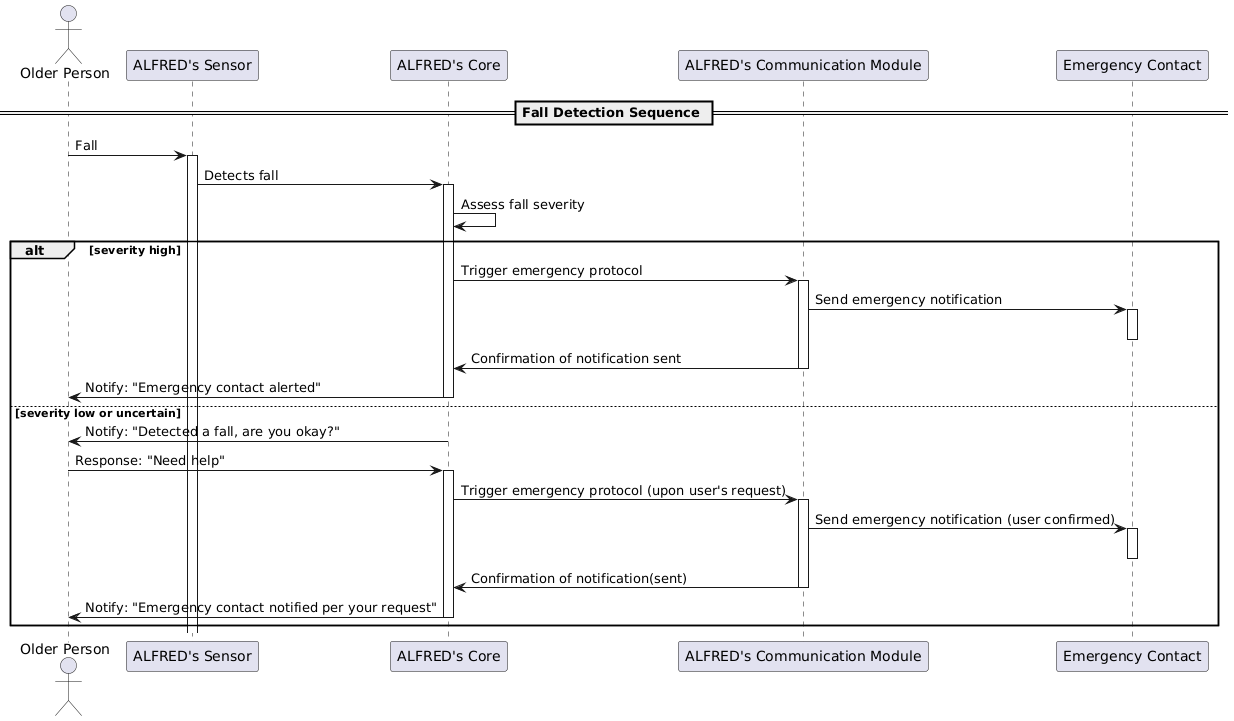 Older Person
ALFRED's Sensor
ALFRED's Core
ALFRED's Communication Module
Emergency Contact
Fall Detection Sequence
Fall
Detects fall
Assess fall severity
alt
[severity high]
Trigger emergency protocol
Send emergency notification
Confirmation of notification sent
Notify: "Emergency contact alerted"
[severity low or uncertain]
Notify: "Detected a fall, are you okay?"
Response: "Need help"
Trigger emergency protocol (upon user's request)
Send emergency notification (user confirmed)
Confirmation of notification(sent)
Notify: "Emergency contact notified per your request"
Older Person
ALFRED's Sensor
ALFRED's Core
ALFRED's Communication Module
Emergency Contact